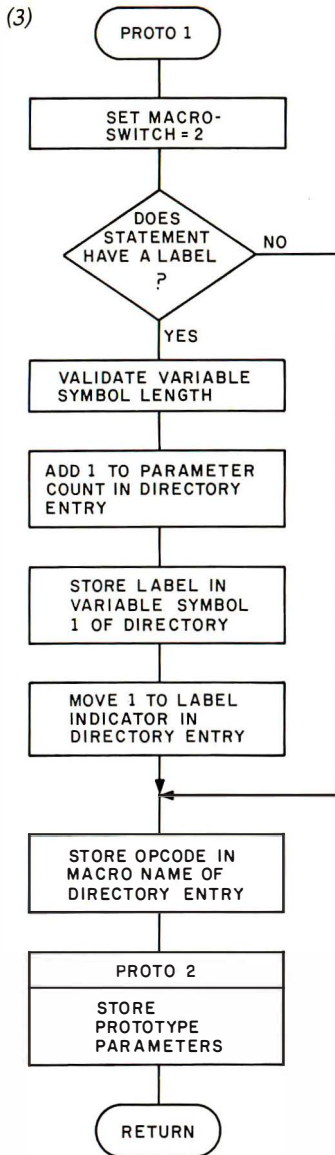 (3)
PROTO 1
SET MACRO-
SWITCH = 2
DOES
STATEMENT
HAVE A LABEL
?
NO
YES
VALIDATE VARIABLE
SYMBOL LENGTH
ADD 1 TO PARAMETER
COUNT IN DIRECTORY
ENTRY
STORE LABEL IN
VARIABLE SYMBOL
1 OF DIRECTORY
MOVE 1 TO LABEL
INDICATOR IN
DIRECTORY ENTRY
STORE OPCODE IN
MACRO NAME OF
DIRECTORY ENTRY
PROTO 2
STORE
PROTOTYPE
PARAMETERS
RETURN